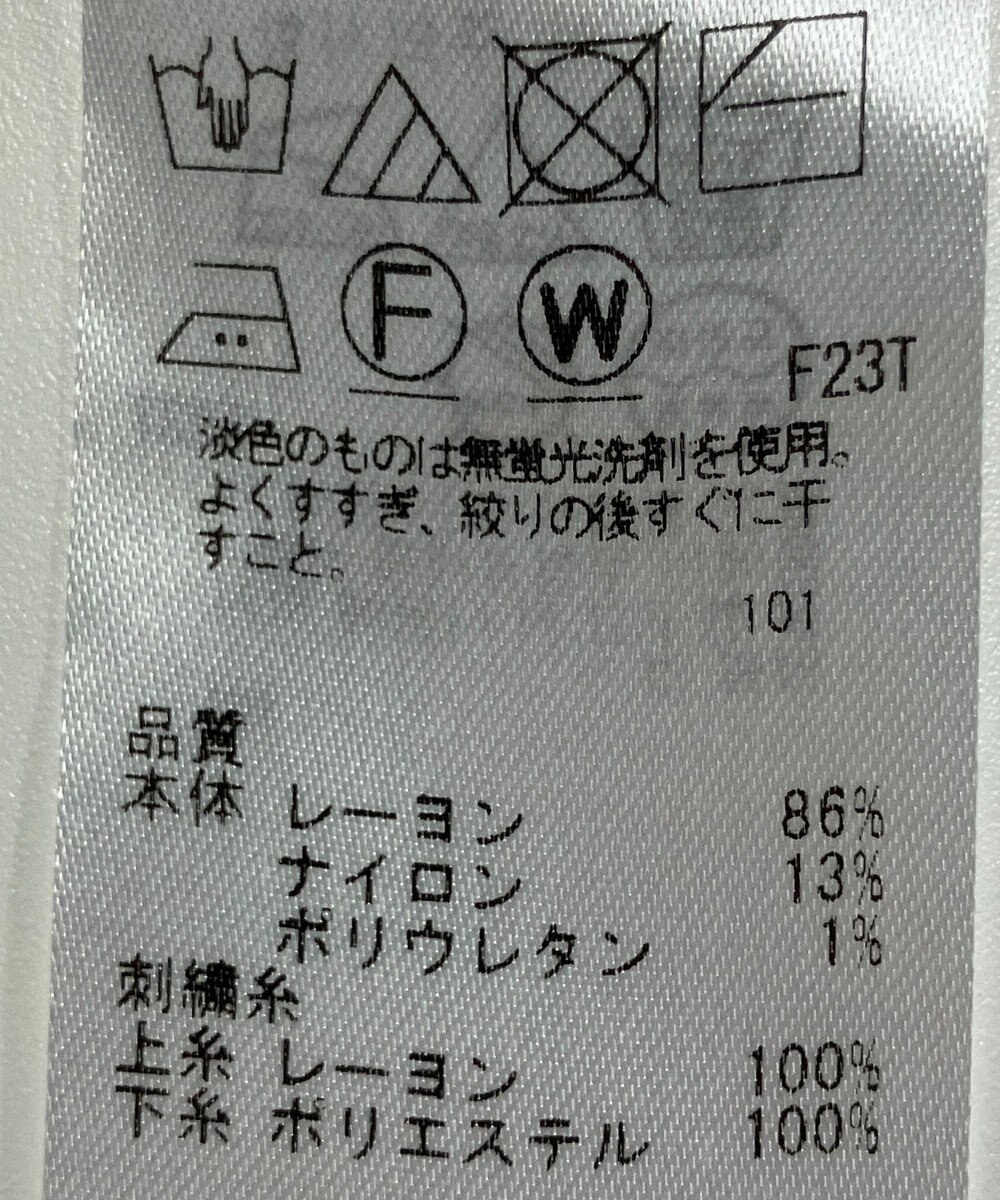 F W
F23T
淡色のものは無蛍光洗剤を使用。
よくすすぎ、絞りの後すぐに干
すこと。
101
品質
本体 レーヨン 86%
ナイロン 13%
ポリウレタン 1%
刺繍糸
上糸 レーヨン 100%
下糸 ポリエステル 100%